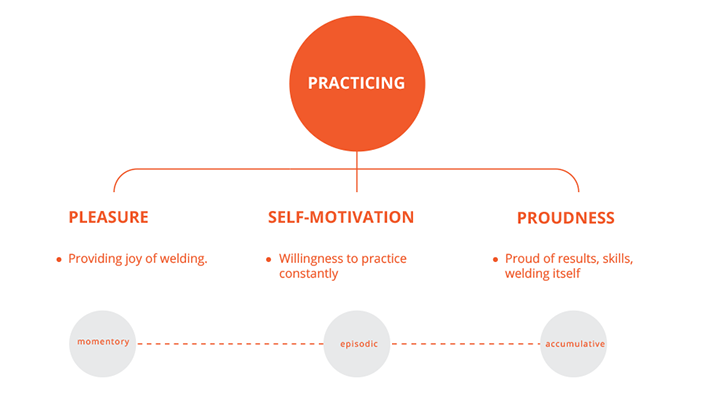 PRACTICING
PLEASURE
SELF-MOTIVATION
PROUDNESS
• Providing joy of welding.
• Willingness to practice
constantly
• Proud of results, skills,
welding itself
momentory
episodic
accumulative